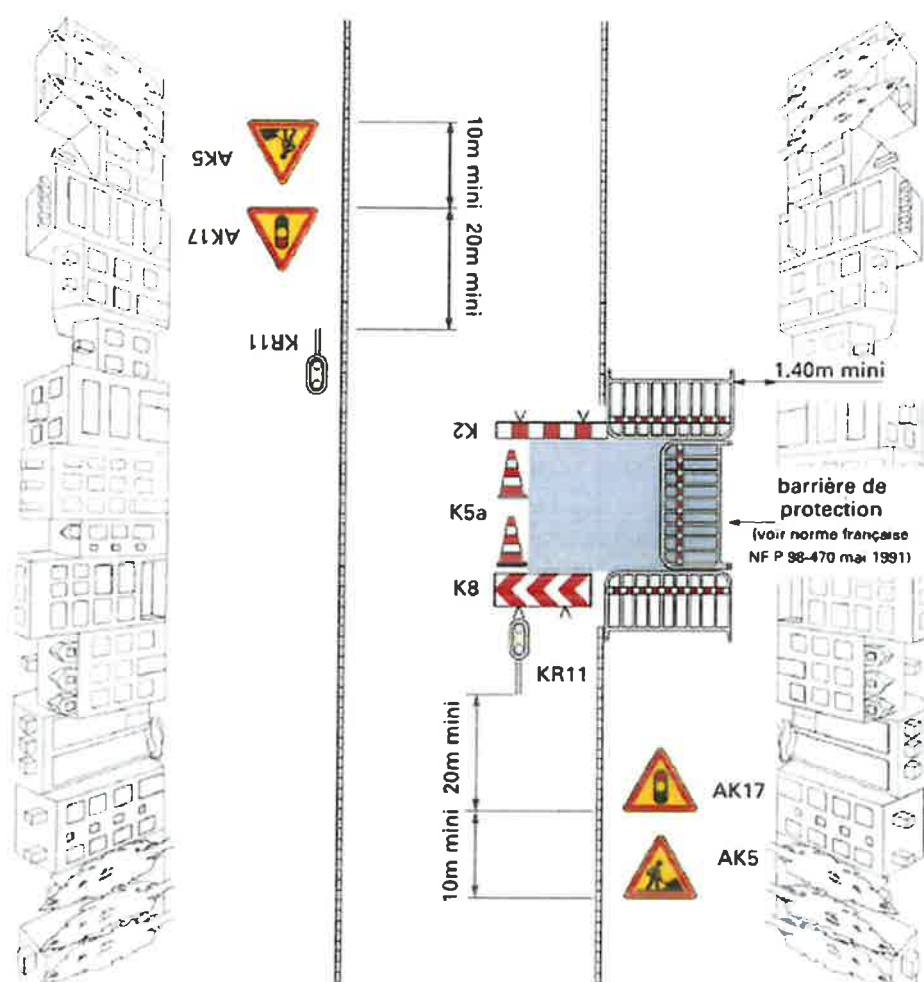 AK5
10m mini
AK17
20m mini
KR11
1.40m mini
K2
barrière de
protection
(voir norme française
NF P 98-470 mai 1991)
K5a
K8
KR11
20m mini
AK17
10m mini
AK5